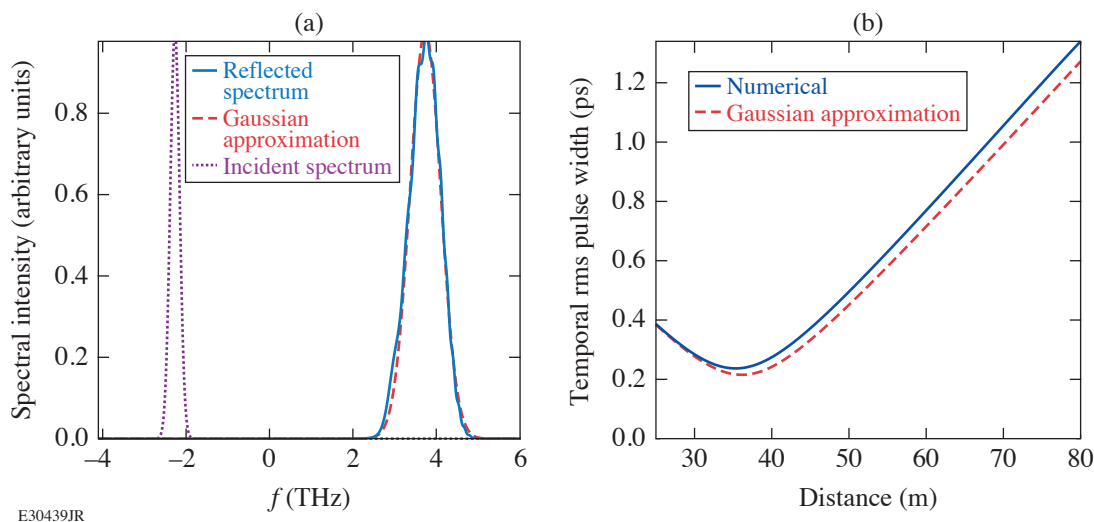 (a)
Spectral intensity (arbitrary units)
0.8
0.6
0.4
0.2
0.0
Reflected
spectrum
Gaussian
approximation
Incident spectrum
−4
−2
0
2
4
6
f (THz)
(b)
Temporal rms pulse width (ps)
1.2
1.0
0.8
0.6
0.4
0.2
0.0
Numerical
Gaussian approximation
30
40
50
60
70
80
Distance (m)
E30439JR